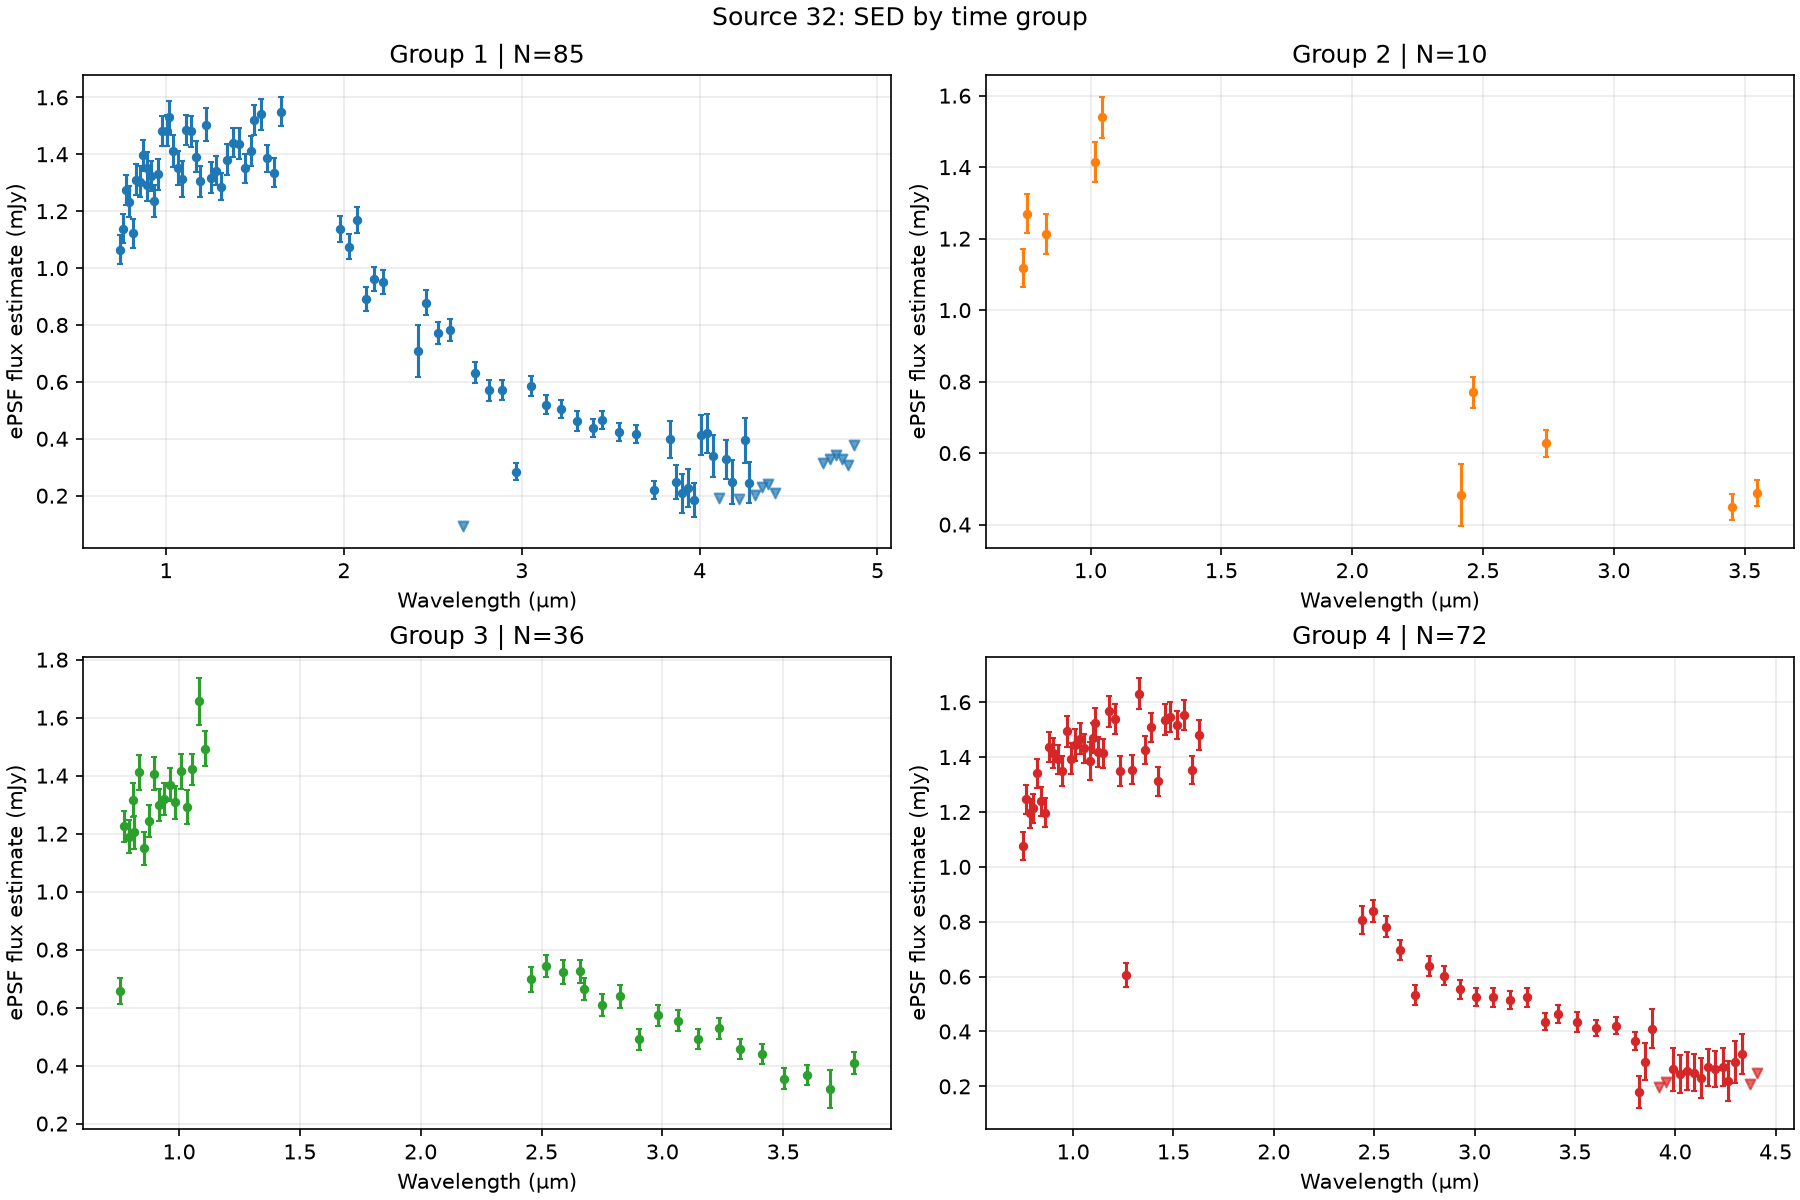 Source 32: SED by time group
Group 1 | N=85
ePSF flux estimate (mJy)
1.6
1.4
1.2
1.0
0.8
0.6
0.4
0.2
1 2 3 4 5
Wavelength (μm)
Group 2 | N=10
ePSF flux estimate (mJy)
1.6
1.4
1.2
1.0
0.8
0.6
0.4
1.0 1.5 2.0 2.5 3.0 3.5
Wavelength (μm)
Group 3 | N=36
ePSF flux estimate (mJy)
1.8
1.6
1.4
1.2
1.0
0.8
0.6
0.4
0.2
1.0 1.5 2.0 2.5 3.0 3.5
Wavelength (μm)
Group 4 | N=72
ePSF flux estimate (mJy)
1.6
1.4
1.2
1.0
0.8
0.6
0.4
0.2
1.0 1.5 2.0 2.5 3.0 3.5 4.0 4.5
Wavelength (μm)